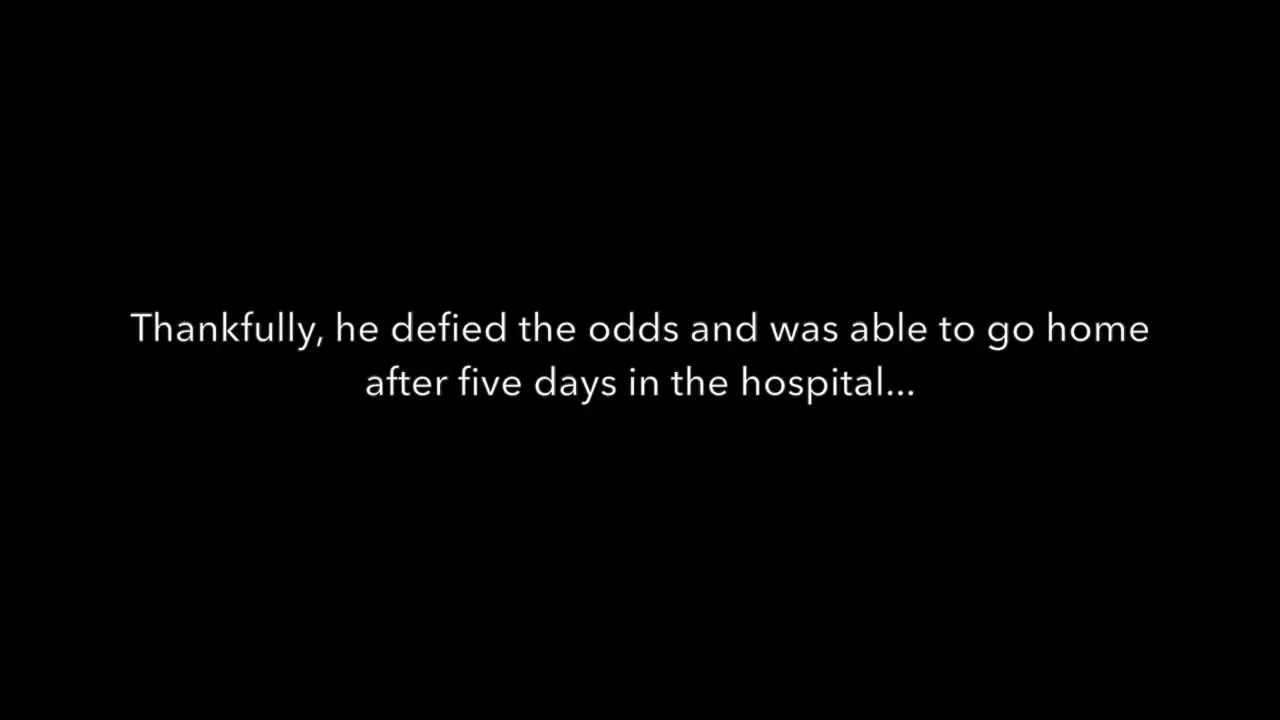 Thankfully, he defied the odds and was able to go home
after five days in the hospital...